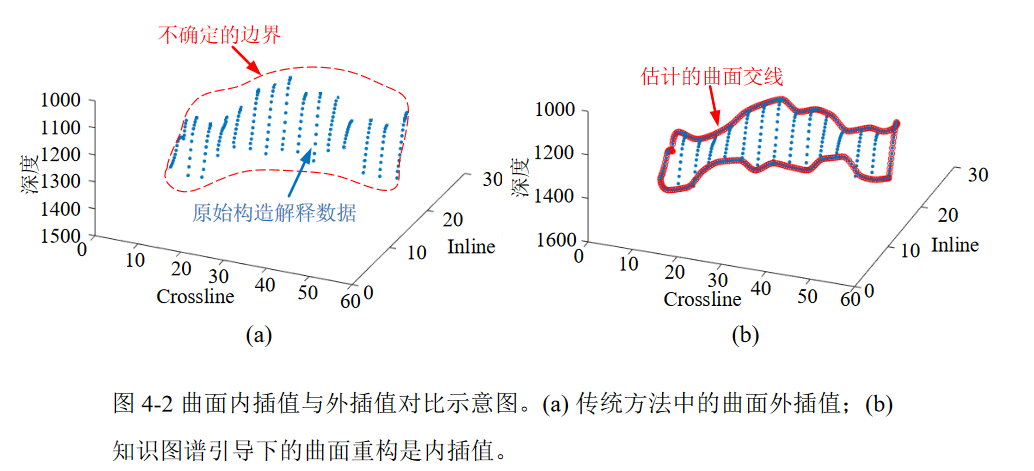 不确定的边界
1000
1100
1200
1300
1400
1500
深度
原始构造解释数据
0
10
20
30
40
50
60
Crossline
0
10
20
30
Inline
(a)
估计的曲面交线
1000
1200
1400
1600
深度
0
10
20
30
40
50
60
Crossline
0
10
20
30
Inline
(b)
图 4-2 曲面内插值与外插值对比示意图。(a) 传统方法中的曲面外插值；(b)
知识图谱引导下的曲面重构是内插值。